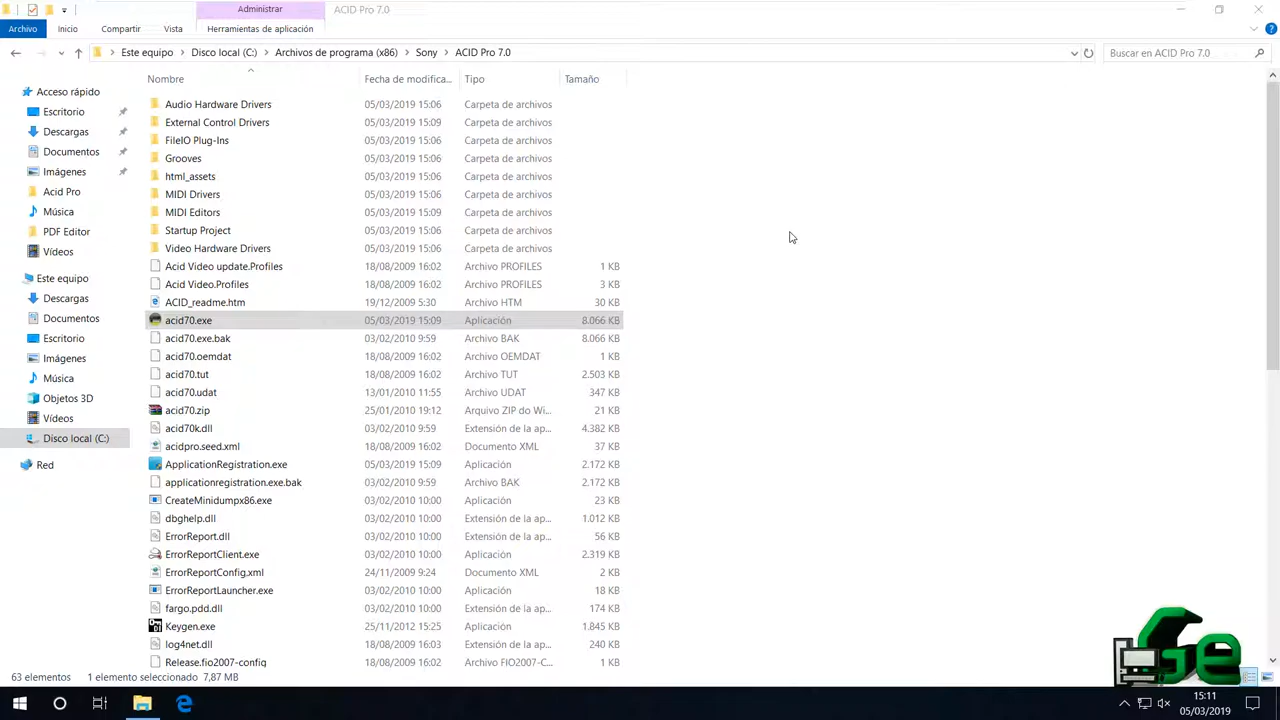 Administrar
ACID Pro 7.0
Archivo
Inicio
Compartir
Vista
Herramientas de aplicación
Este equipo
Disco local (C:)
Archivos de programa (x86)
Sony
ACID Pro 7.0
Buscar en ACID Pro 7.0
Nombre
Fecha de modifica...
Tipo
Tamaño
Acceso rápido
Escritorio
Descargas
Documentos
Imágenes
Acid Pro
Música
PDF Editor
Vídeos
Este equipo
Descargas
Documentos
Escritorio
Imágenes
Música
Objetos 3D
Vídeos
Disco local (C:)
Red
Audio Hardware Drivers 05/03/2019 15:06 Carpeta de archivos
External Control Drivers 05/03/2019 15:09 Carpeta de archivos
FileIO Plug-Ins 05/03/2019 15:06 Carpeta de archivos
Grooves 05/03/2019 15:06 Carpeta de archivos
html_assets 05/03/2019 15:06 Carpeta de archivos
MIDI Drivers 05/03/2019 15:06 Carpeta de archivos
MIDI Editors 05/03/2019 15:09 Carpeta de archivos
Startup Project 05/03/2019 15:06 Carpeta de archivos
Video Hardware Drivers 05/03/2019 15:06 Carpeta de archivos
Acid Video update.Profiles 18/08/2009 16:02 Archivo PROFILES 1 KB
Acid Video.Profiles 18/08/2009 16:02 Archivo PROFILES 3 KB
ACID_readme.htm 19/12/2009 5:30 Archivo HTM 30 KB
acid70.exe 05/03/2019 15:09 Aplicación 8.066 KB
acid70.exe.bak 03/02/2010 9:59 Archivo BAK 8.066 KB
acid70.oemdat 18/08/2009 16:02 Archivo OEMDAT 1 KB
acid70.tut 18/08/2009 16:02 Archivo TUT 2.503 KB
acid70.udat 13/01/2010 11:55 Archivo UDAT 347 KB
acid70.zip 25/01/2010 19:12 Arquivo ZIP do Wi... 21 KB
acid70k.dll 03/02/2010 9:59 Extensión de la ap... 4.382 KB
acidpro.seed.xml 18/08/2009 16:02 Documento XML 37 KB
ApplicationRegistration.exe 05/03/2019 15:09 Aplicación 2.172 KB
applicationregistration.exe.bak 03/02/2010 9:59 Archivo BAK 2.172 KB
CreateMinidumpx86.exe 03/02/2010 10:00 Aplicación 23 KB
dbghelp.dll 03/02/2010 10:00 Extensión de la ap... 1.012 KB
ErrorReport.dll 03/02/2010 10:00 Extensión de la ap... 56 KB
ErrorReportClient.exe 03/02/2010 10:00 Aplicación 2.319 KB
ErrorReportConfig.xml 24/11/2009 9:24 Documento XML 2 KB
ErrorReportLauncher.exe 03/02/2010 10:00 Aplicación 18 KB
fargo.pdd.dll 03/02/2010 10:00 Extensión de la ap... 174 KB
Keygen.exe 25/11/2012 15:25 Aplicación 1.845 KB
log4net.dll 18/08/2009 16:03 Extensión de la ap... 240 KB
Release.fio2007-config 18/08/2009 16:02 Archivo FIO2007-C... 1 KB
63 elementos
1 elemento seleccionado 7,87 MB
15:11
05/03/2019